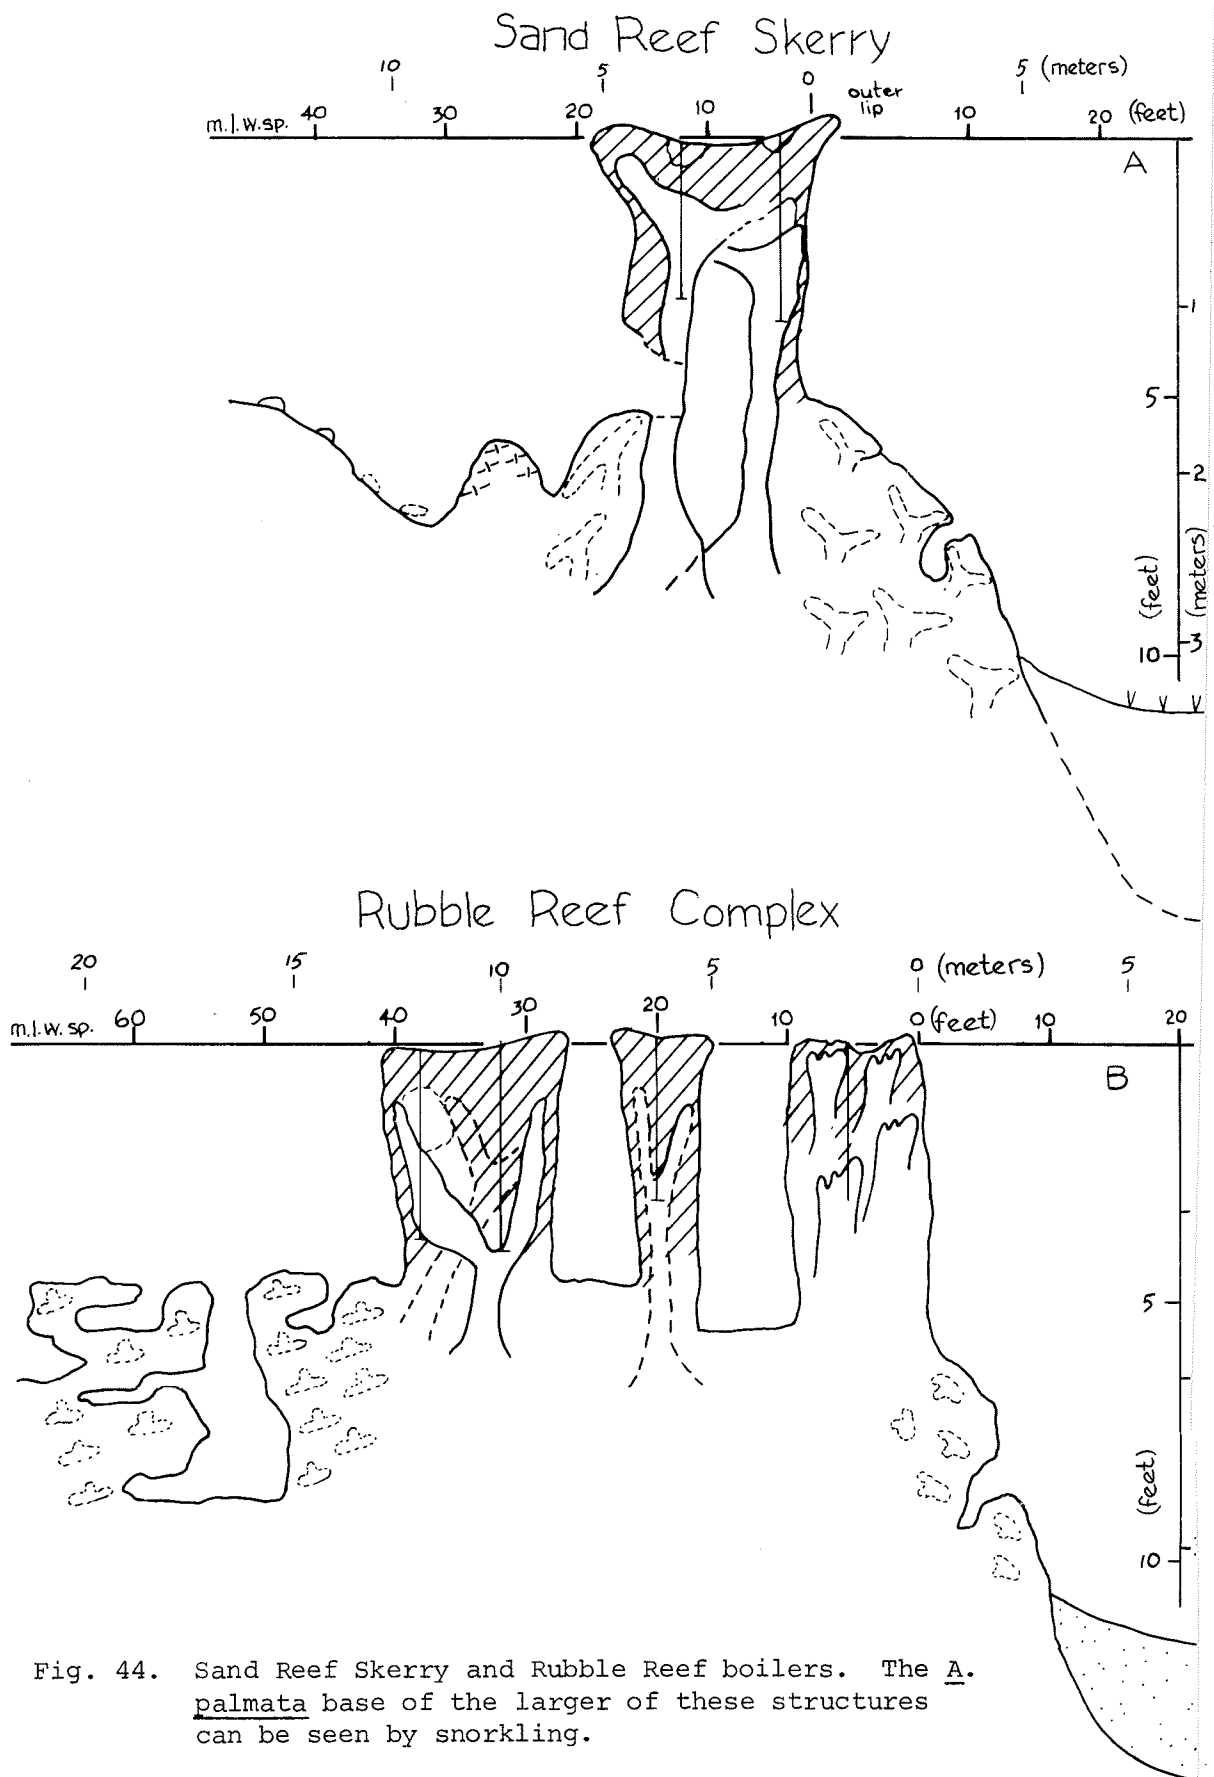 Sand Reef Skerry
10 5 0 5 (meters)
outer
lip
m.l.w.sp. 40 30 20 10 10 20 (feet)
A
1
5
2
(feet)
(meters)
3
10
Rubble Reef Complex
20 15 10 5 0 (meters) 5
m.l.w.sp. 60 50 40 30 20 10 0 (feet) 10 20
B
5
(feet)
10
Fig. 44. Sand Reef Skerry and Rubble Reef boilers. The A.
palmata base of the larger of these structures
can be seen by snorkling.